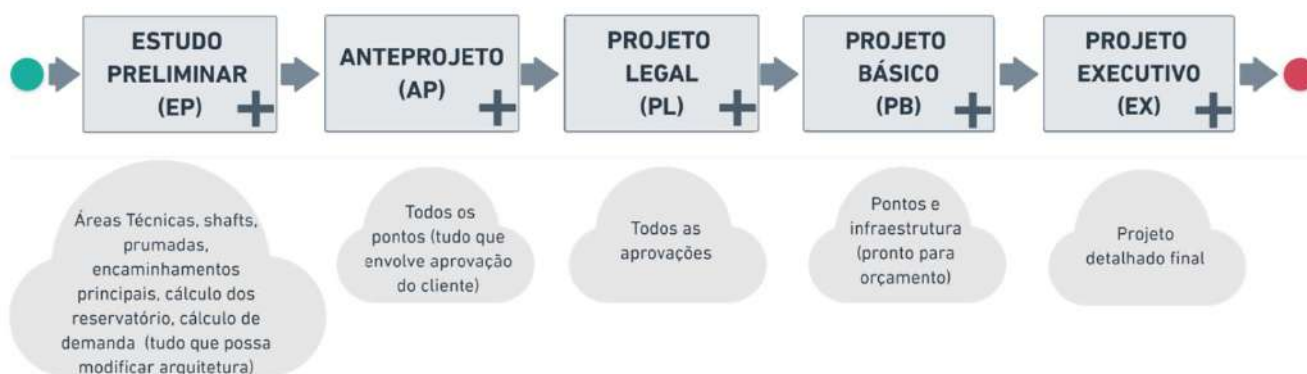 ESTUDO
PRELIMINAR
(EP)
ANTEPROJETO
(AP)
PROJETO
LEGAL
(PL)
PROJETO
BÁSICO
(PB)
PROJETO
EXECUTIVO
(EX)
Áreas Técnicas, shafts,
prumadas,
encaminhamentos
principais, cálculo dos
reservatório, cálculo de
demanda (tudo que possa
modificar arquitetura)
Todos os
pontos (tudo que
envolve aprovação
do cliente)
Todos as
aprovações
Pontos e
infraestrutura
(pronto para
orçamento)
Projeto
detalhado final